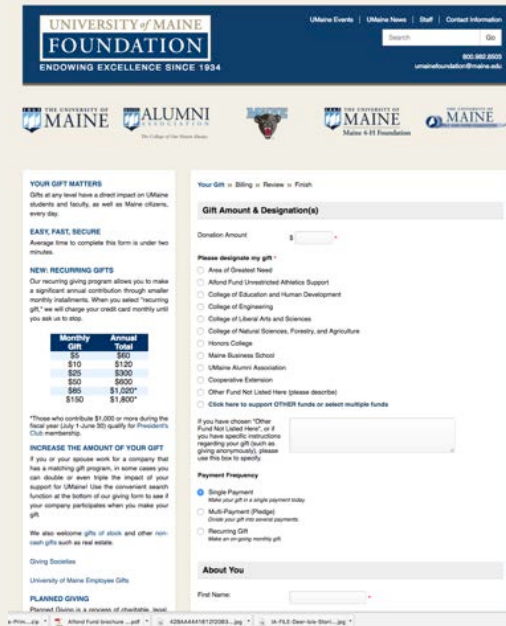 UNIVERSITY of MAINE
FOUNDATION
ENDOWING EXCELLENCE SINCE 1934
UMaine Events | UMaine News | Staff | Contact Information
Search Go
800.982.8503
umainefoundation@maine.edu
THE UNIVERSITY OF
MAINE
ALUMNI
ASSOCIATION
MAINE
THE UNIVERSITY OF
MAINE
Maine 4-H Foundation
THE UNIVERSITY OF
MAINE
YOUR GIFT MATTERS
Gifts at any level have a direct impact on UMaine
students and faculty, as well as Maine citizens,
every day.
EASY, FAST, SECURE
Average time to complete this form is under two
minutes.
NEW: RECURRING GIFTS
Our recurring giving program allows you to make
a significant annual contribution through smaller
monthly installments. When you select "recurring
gift," we will charge your credit card monthly until
you ask us to stop.
Monthly Annual
Gift Total
$5 $60
$10 $120
$25 $300
$50 $600
$85 $1,020*
$150 $1,800*
*Those who contribute $1,000 or more during the
fiscal year (July 1-June 30) qualify for President's
Club membership.
INCREASE THE AMOUNT OF YOUR GIFT
If you or your spouse work for a company that
has a matching gift program, in some cases you
can double or even triple the impact of your
support for UMaine! Use the convenient search
function at the bottom of our giving form to see if
your company participates when you make your
gift.
We also welcome gifts of stock and other non-
cash gifts such as real estate.
Giving Societies
University of Maine Employee Gifts
PLANNED GIVING
Planned Giving is a process of charitable, legal,
Your Gift » Billing » Review » Finish
Gift Amount & Designation(s)
Donation Amount $ *
Please designate my gift *
Area of Greatest Need
Alfond Fund Unrestricted Athletics Support
College of Education and Human Development
College of Engineering
College of Liberal Arts and Sciences
College of Natural Sciences, Forestry, and Agriculture
Honors College
Maine Business School
UMaine Alumni Association
Cooperative Extension
Other Fund Not Listed Here (please describe)
Click here to support OTHER funds or select multiple funds
If you have chosen "Other
Fund Not Listed Here", or if
you have specific instructions
regarding your gift (such as
giving anonymously), please
use this box to specify.
Payment Frequency
Single Payment
Make your gift in a single payment today.
Multi-Payment (Pledge)
Divide your gift into several payments.
Recurring Gift
Make an on-going monthly gift.
About You
First Name: *
Alfond Fund brochure ....pdf